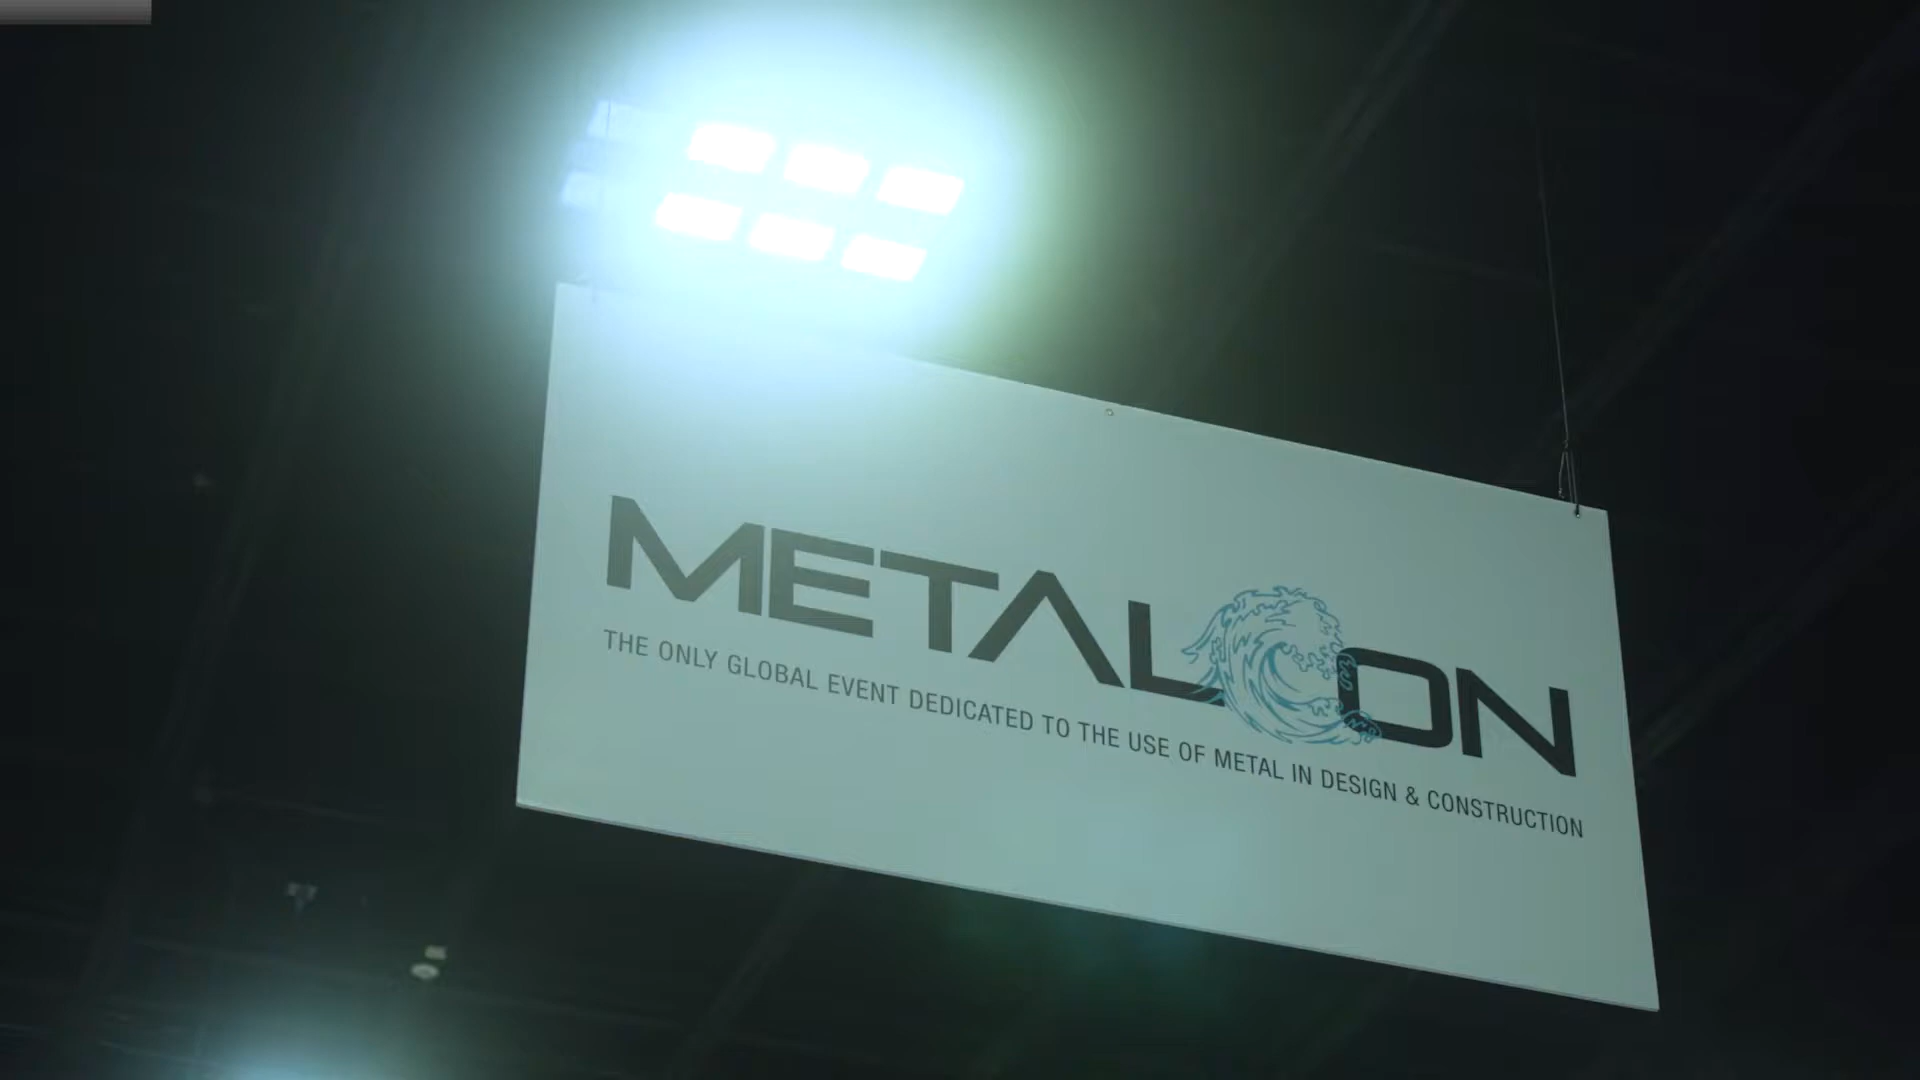 METALCON
THE ONLY GLOBAL EVENT DEDICATED TO THE USE OF METAL IN DESIGN & CONSTRUCTION